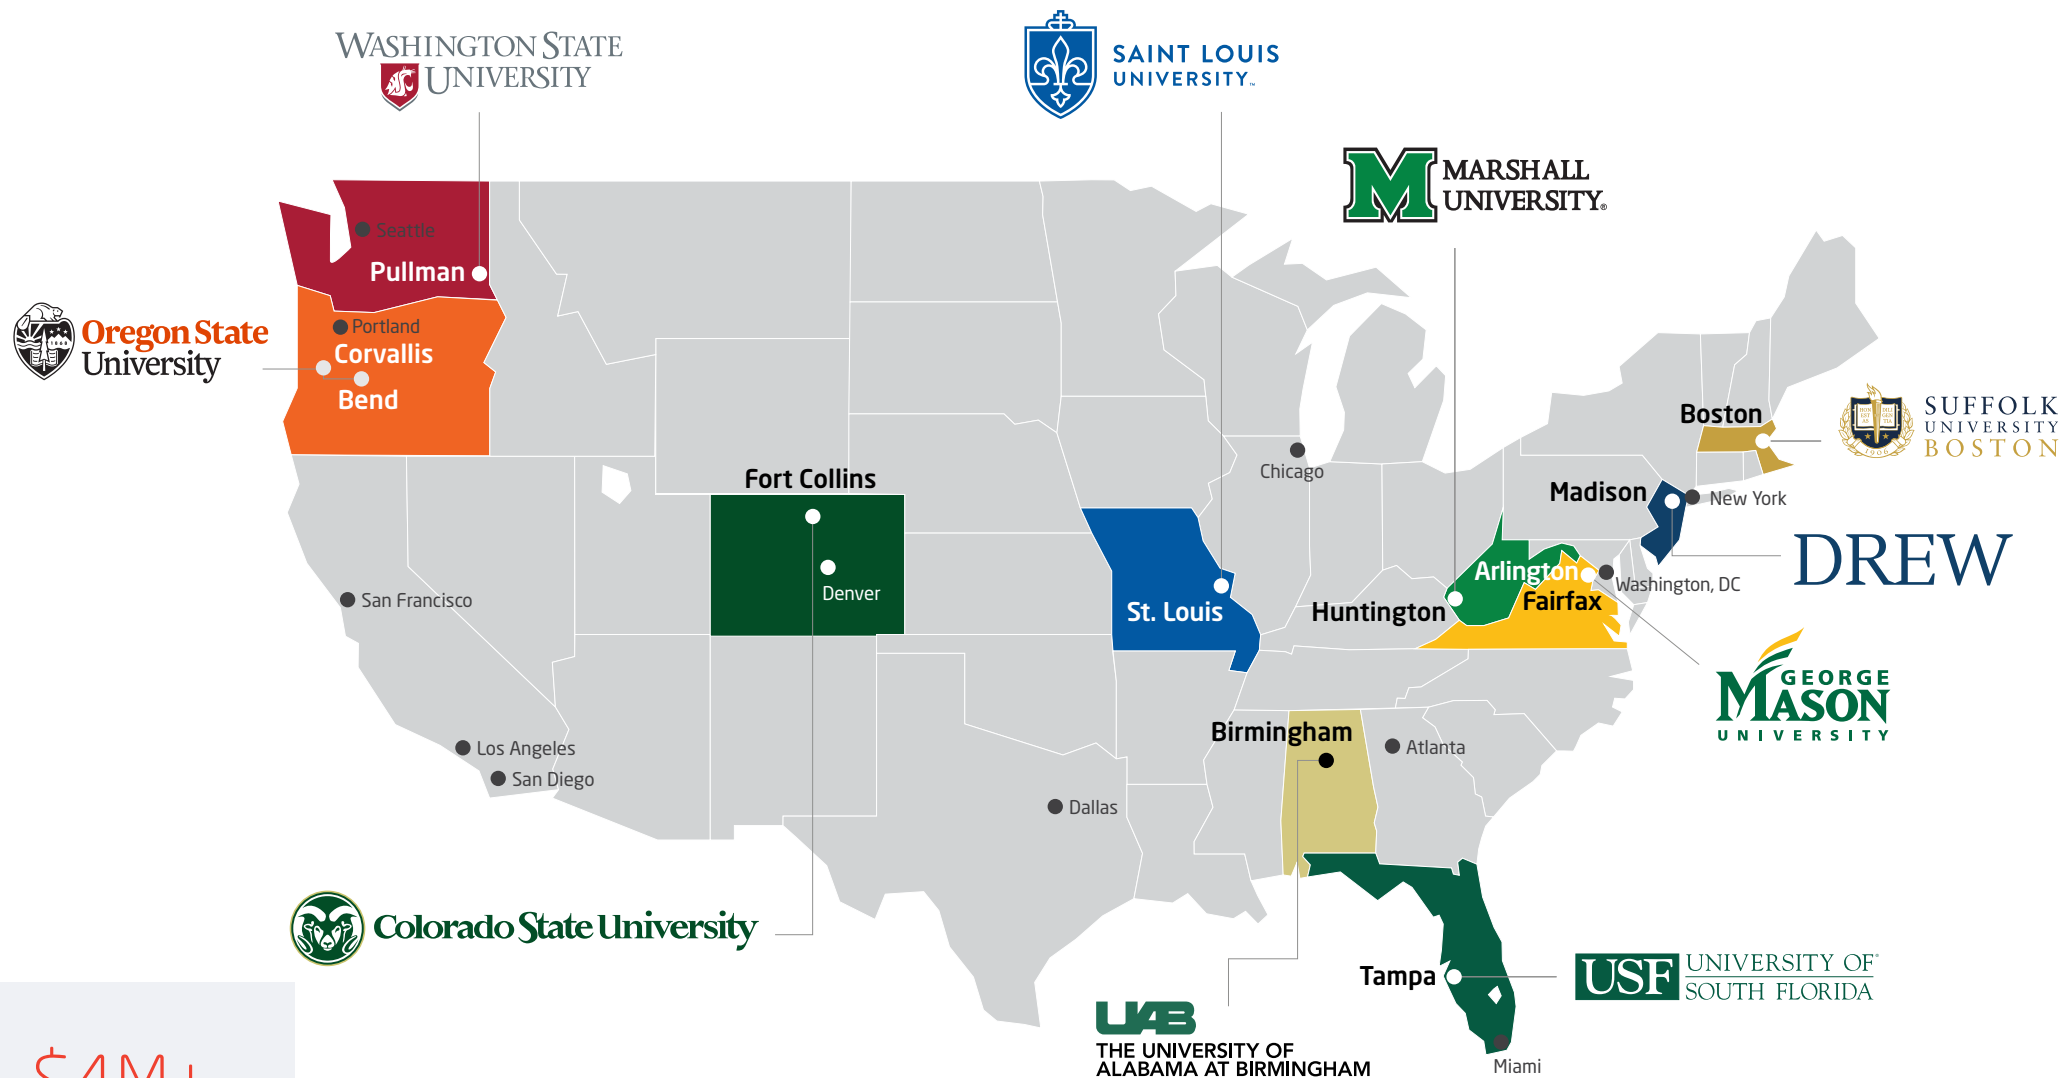 WASHINGTON STATE
UNIVERSITY
SAINT LOUIS
UNIVERSITY™
MARSHALL
UNIVERSITY®
Seattle
Pullman
Oregon State
University
Portland
Corvallis
Bend
Boston
SUFFOLK
UNIVERSITY
BOSTON
1906
Chicago
Fort Collins
Denver
Madison
New York
DREW
Arlington
Washington, DC
Fairfax
Huntington
St. Louis
San Francisco
GEORGE
MASON
UNIVERSITY
Birmingham
Atlanta
Los Angeles
San Diego
Dallas
Colorado State University
Tampa
USF
UNIVERSITY OF
SOUTH FLORIDA
UAB
THE UNIVERSITY OF
ALABAMA AT BIRMINGHAM
Miami
$4M+